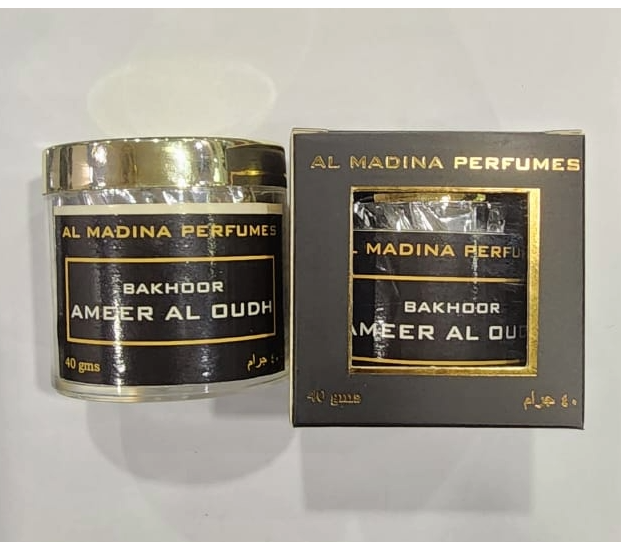 AL MADINA PERFUMES
BAKHOOR
AMEER AL OUDH
40 gms
٤٠ جرام
AL MADINA PERFUMES
L MADINA PERFU
BAKHOOR
AMEER AL OUD
40 gms
٤٠ جرام